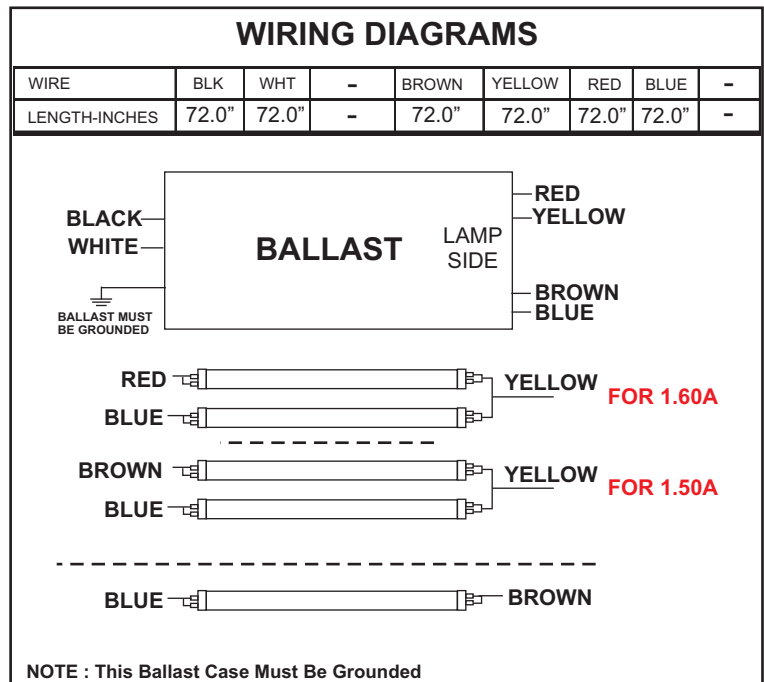 WIRING DIAGRAMS
WIRE BLK WHT - BROWN YELLOW RED BLUE -
LENGTH-INCHES 72.0” 72.0” - 72.0” 72.0” 72.0” 72.0” -
BLACK
WHITE
BALLAST MUST
BE GROUNDED
BALLAST
LAMP
SIDE
RED
YELLOW
BROWN
BLUE
RED YELLOW FOR 1.60A
BLUE
BROWN YELLOW FOR 1.50A
BLUE
BLUE BROWN
NOTE : This Ballast Case Must Be Grounded